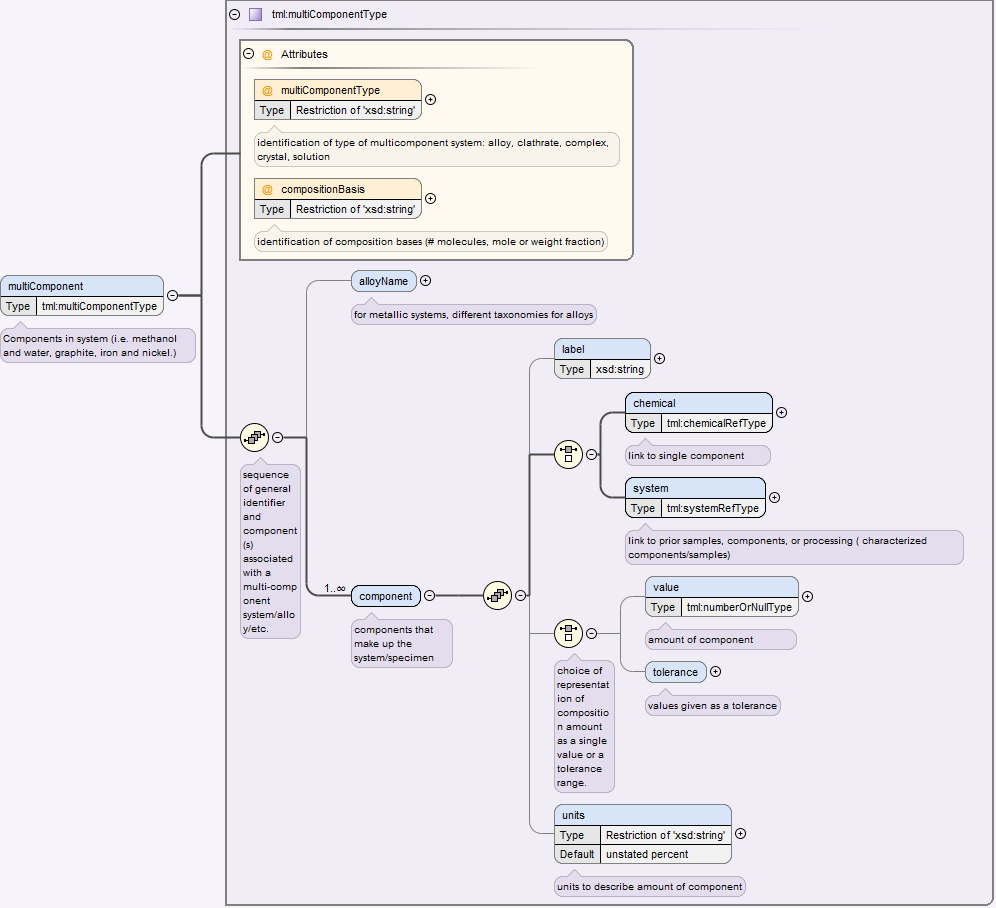 tml:multiComponentType
@ Attributes
@ multiComponentType
Type Restriction of 'xsd:string'
identification of type of multicomponent system: alloy, clathrate, complex,
crystal, solution
@ compositionBasis
Type Restriction of 'xsd:string'
identification of composition bases (# molecules, mole or weight fraction)
multiComponent
Type tml:multiComponentType
Components in system (i.e. methanol
and water, graphite, iron and nickel.)
alloyName
for metallic systems, different taxonomies for alloys
sequence
of general
identifier
and
component
(s)
associated
with a
multi-comp
onent
system/allo
y/etc.
1..∞
component
components that
make up the
system/specimen
label
Type xsd:string
chemical
Type tml:chemicalRefType
link to single component
system
Type tml:systemRefType
link to prior samples, components, or processing ( characterized
components/samples)
choice of
representat
ion of
compositio
n amount
as a single
value or a
tolerance
range.
value
Type tml:numberOrNullType
amount of component
tolerance
values given as a tolerance
units
Type Restriction of 'xsd:string'
Default unstated percent
units to describe amount of component